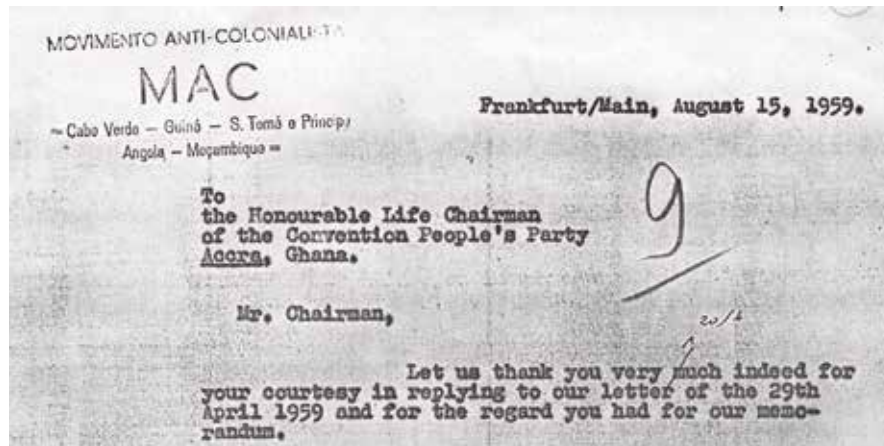 MOVIMENTO ANTI-COLONIALISTA
MAC
— Cabo Verde — Guiné — S. Tomé e Principe
Angola — Moçambique —
Frankfurt/Main, August 15, 1959.
9
To
the Honourable Life Chairman
of the Convention People's Party
Accra, Ghana.
Mr. Chairman,
Let us thank you very much indeed for
your courtesy in replying to our letter of the 29th
April 1959 and for the regard you had for our memo-
randum.